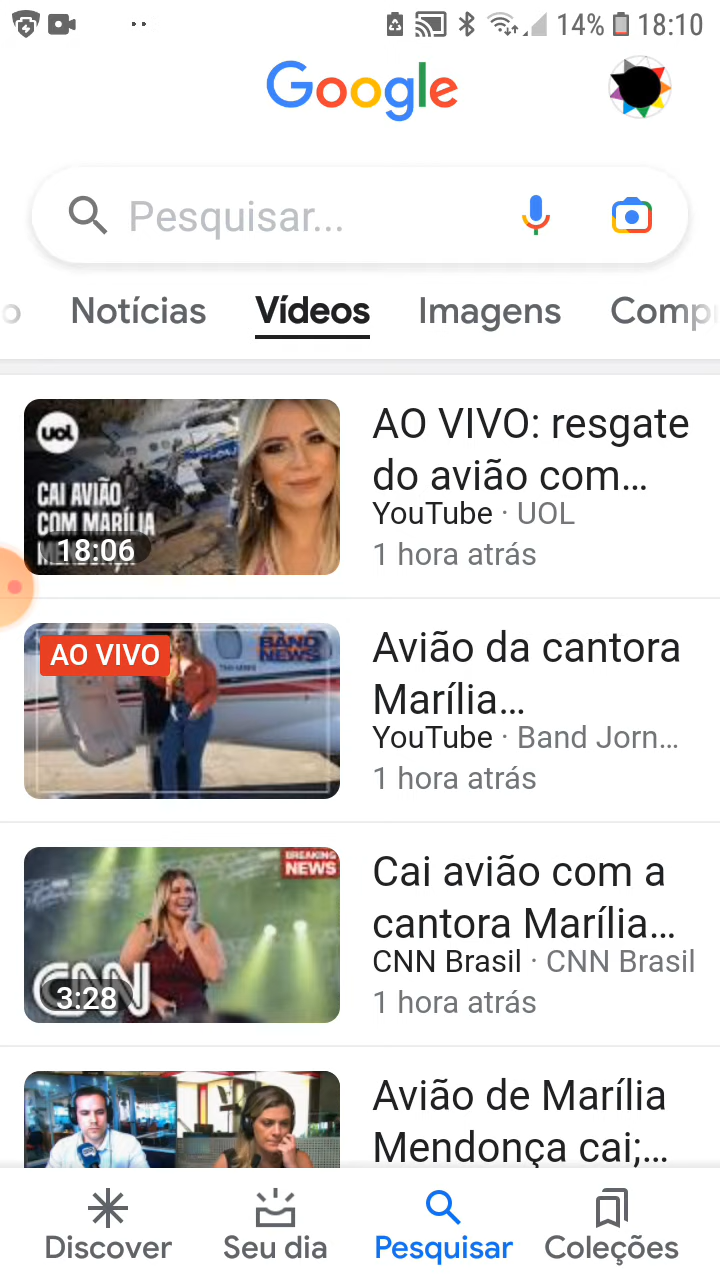 14% 18:10
Google
Pesquisar...
Notícias Vídeos Imagens Comp
uol
CAI AVIÃO
COM MARÍLIA
18:06
AO VIVO: resgate
do avião com...
YouTube · UOL
1 hora atrás
AO VIVO
BAND
NEWS
Avião da cantora
Marília...
YouTube · Band Jorn...
1 hora atrás
BREAKING
NEWS
CNN
3:28
Cai avião com a
cantora Marília...
CNN Brasil · CNN Brasil
1 hora atrás
Avião de Marília
Mendonça cai;...
Discover Seu dia Pesquisar Coleções